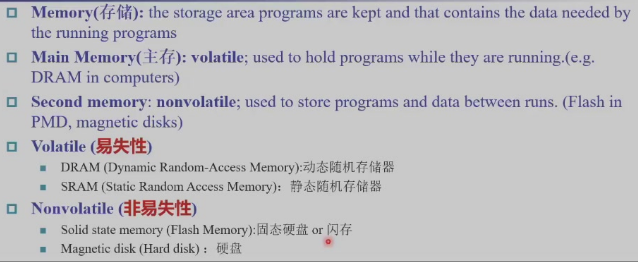 Memory(存储): the storage area programs are kept and that contains the data needed by
the running programs
Main Memory(主存): volatile; used to hold programs while they are running.(e.g.
DRAM in computers)
Second memory: nonvolatile; used to store programs and data between runs. (Flash in
PMD, magnetic disks)
Volatile (易失性)
DRAM (Dynamic Random-Access Memory):动态随机存储器
SRAM (Static Random Access Memory)：静态随机存储器
Nonvolatile (非易失性)
Solid state memory (Flash Memory):固态硬盘 or 闪存
Magnetic disk (Hard disk)：硬盘